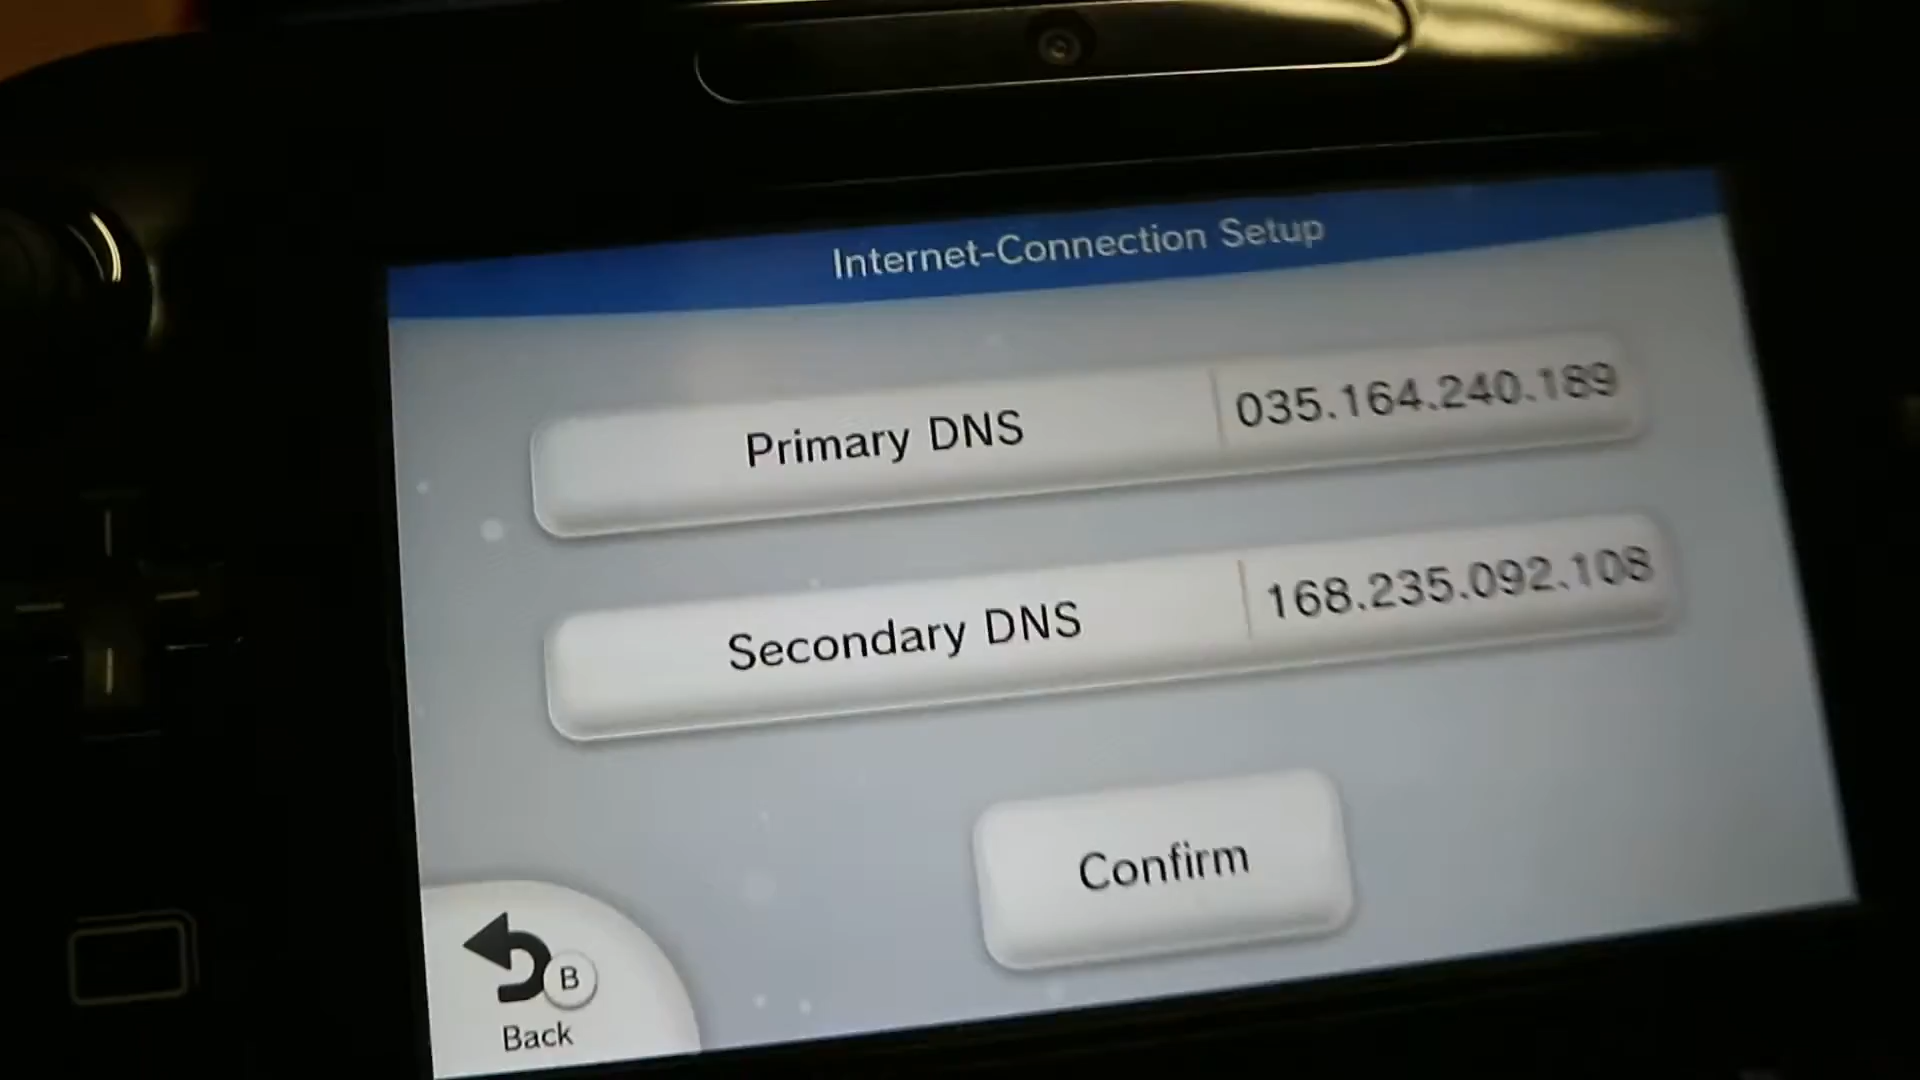 Internet-Connection Setup
Primary DNS 035.164.240.189
Secondary DNS 168.235.092.108
Confirm
B
Back